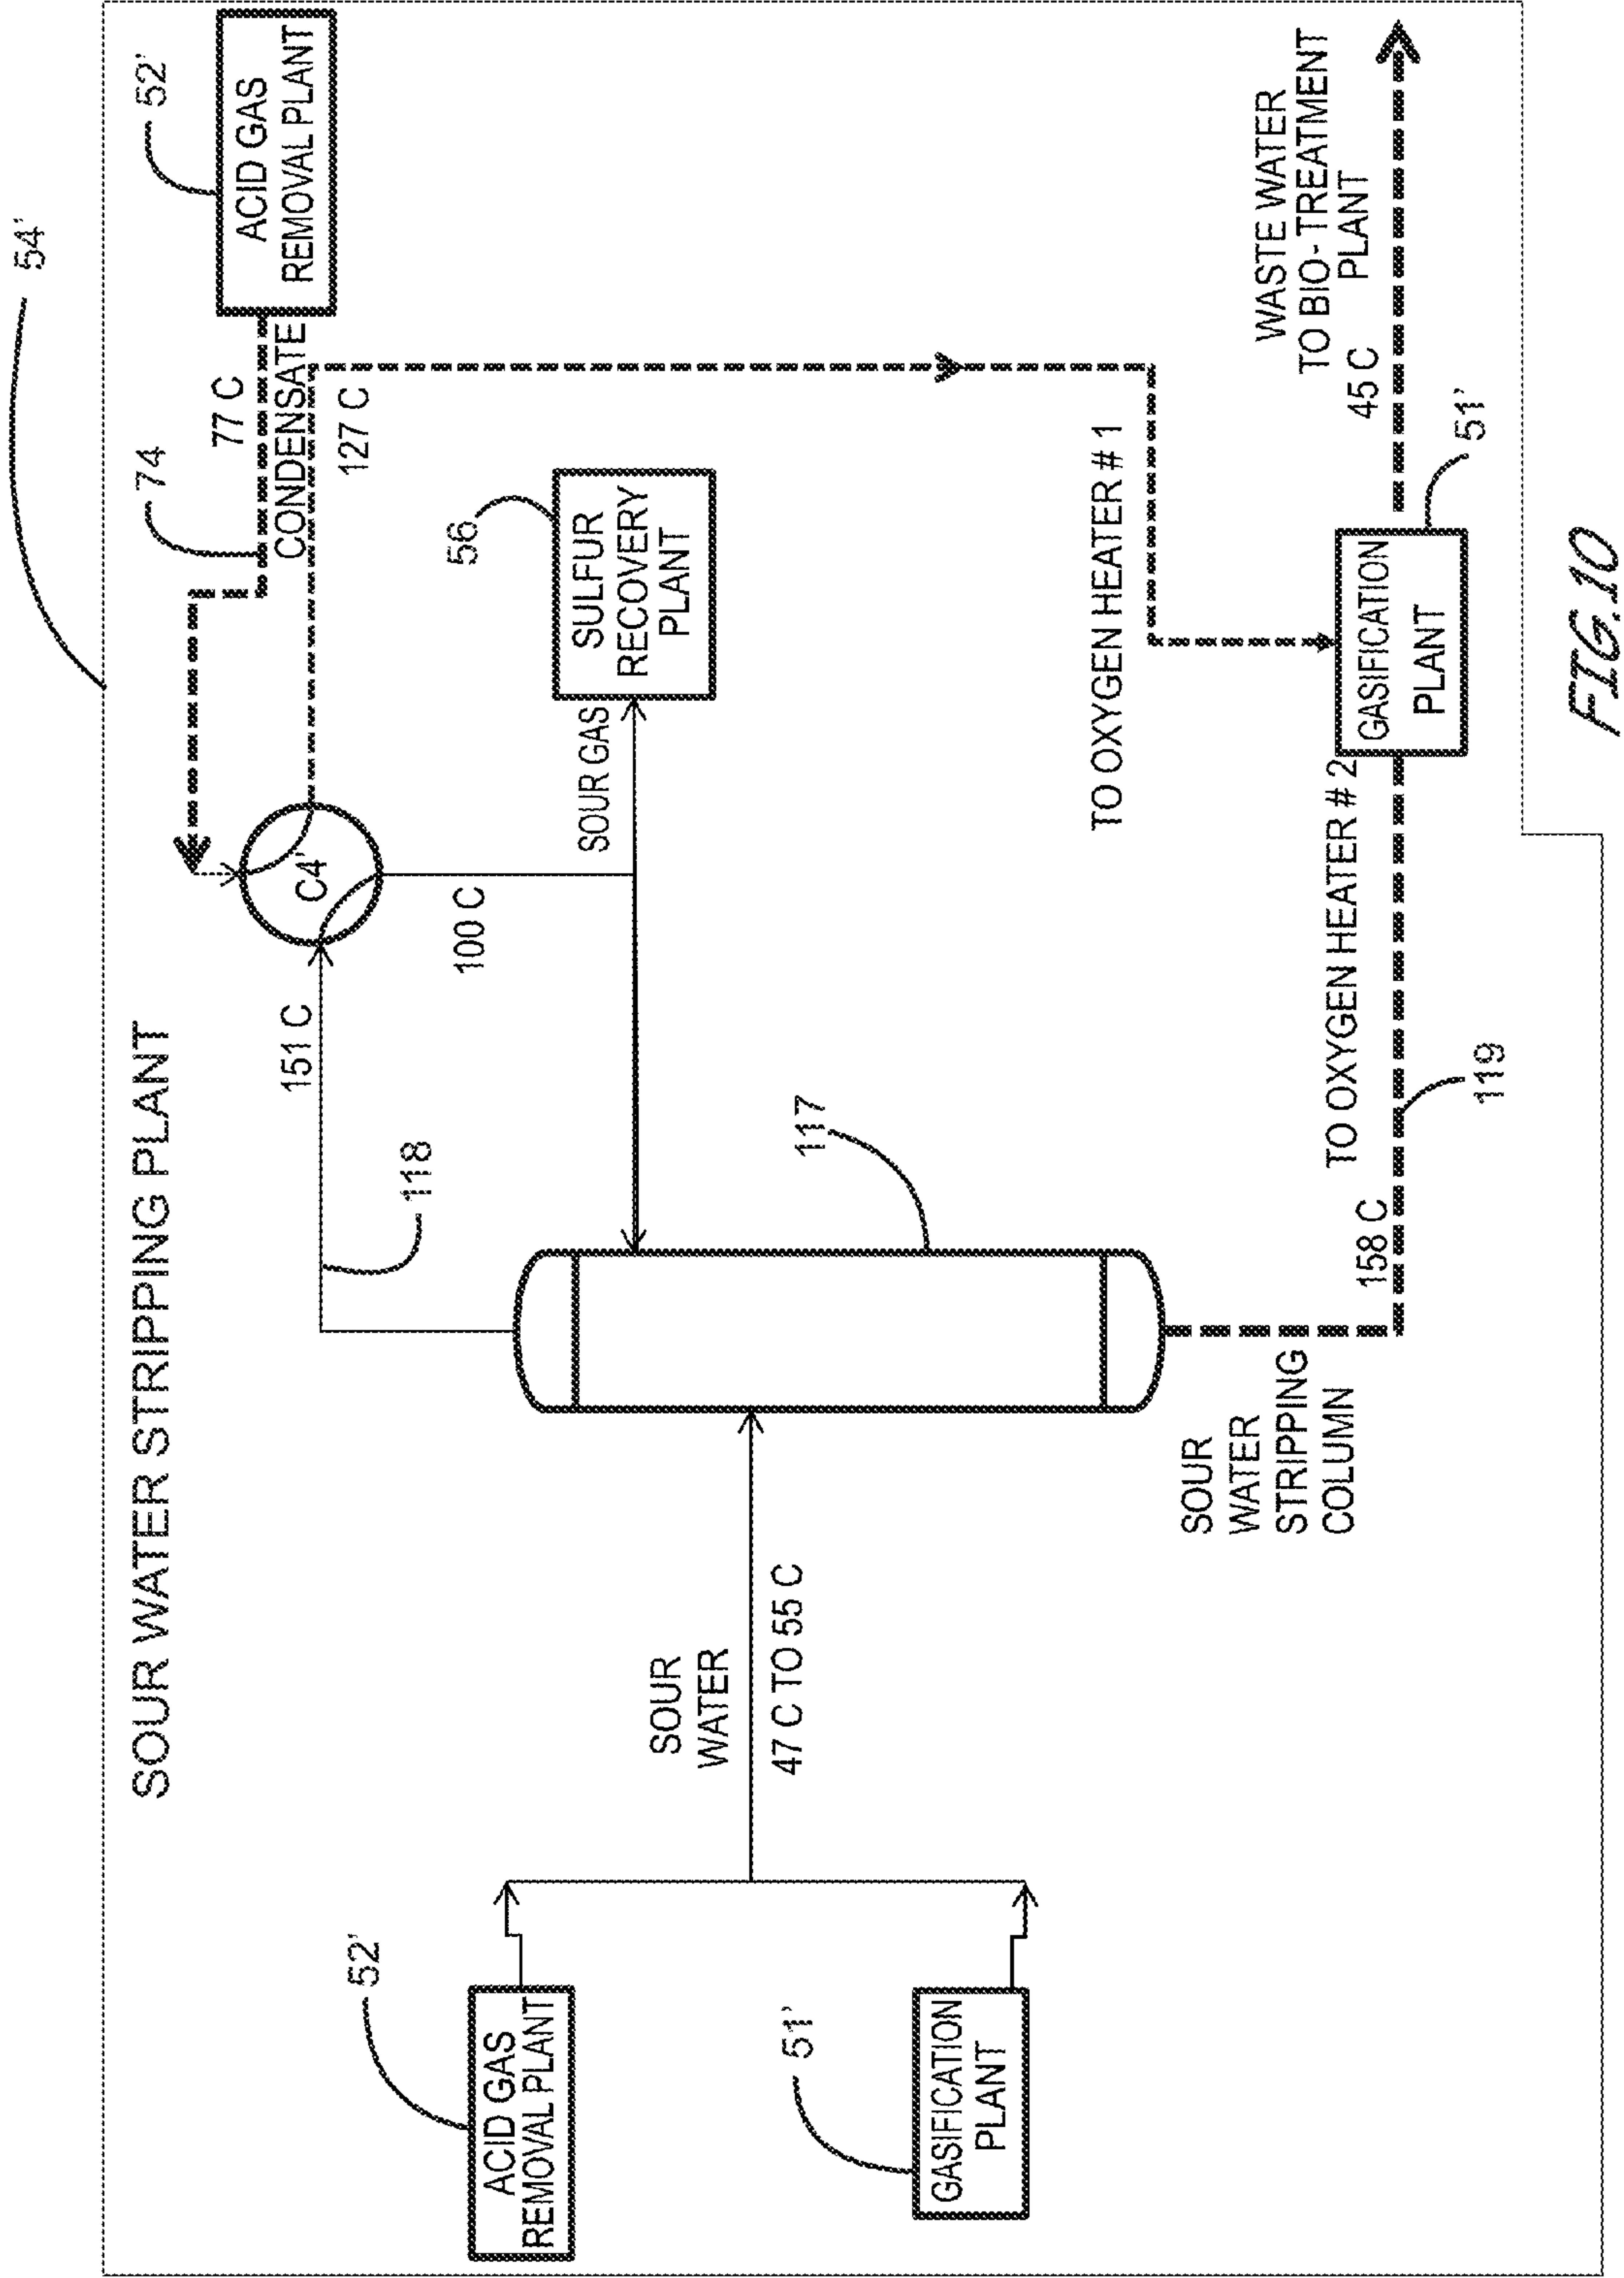 54'
SOUR WATER STRIPPING PLANT
52'
ACID GAS
REMOVAL PLANT
74
77 C
CONDENSATE
127 C
C4'
151 C
118
100 C
SOUR GAS
56
SULFUR
RECOVERY
PLANT
52'
ACID GAS
REMOVAL PLANT
SOUR
WATER
47 C TO 55 C
51'
GASIFICATION
PLANT
117
SOUR
WATER
STRIPPING
COLUMN
158 C
119
TO OXYGEN HEATER # 1
TO OXYGEN HEATER # 2
GASIFICATION
PLANT
51'
WASTE WATER
TO BIO- TREATMENT
PLANT
45 C
FIG.10